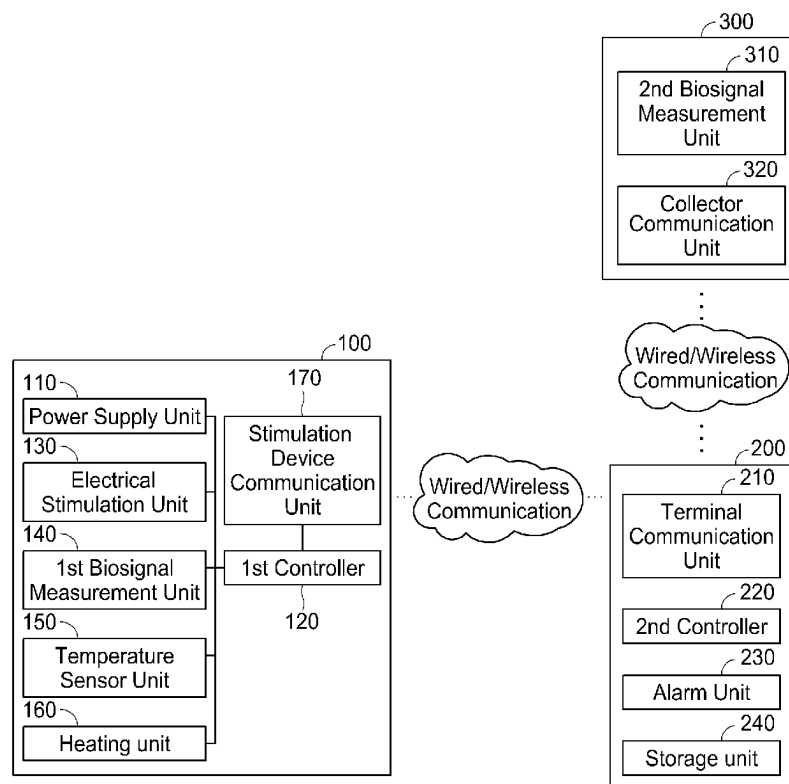 300
310
2nd Biosignal
Measurement
Unit
320
Collector
Communication
Unit
Wired/Wireless
Communication
100
110
Power Supply Unit
130
Electrical
Stimulation Unit
140
1st Biosignal
Measurement Unit
150
Temperature
Sensor Unit
160
Heating unit
170
Stimulation
Device
Communication
Unit
1st Controller
120
Wired/Wireless
Communication
200
210
Terminal
Communication
Unit
220
2nd Controller
230
Alarm Unit
240
Storage unit